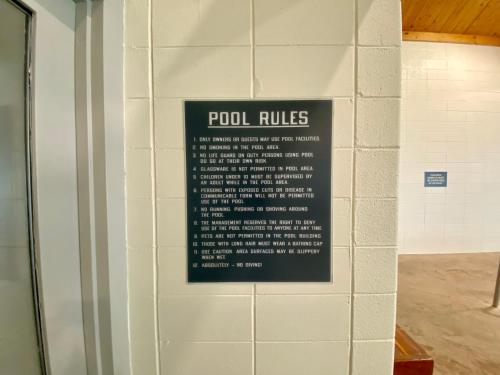 POOL RULES
1. ONLY OWNERS OR GUESTS MAY USE POOL FACILITIES.
2. NO SMOKING IN THE POOL AREA.
3. NO LIFE GUARD ON DUTY. PERSONS USING POOL
DO SO AT THEIR OWN RISK.
4. GLASSWARE IS NOT PERMITTED IN POOL AREA.
5. CHILDREN UNDER 10 MUST BE SUPERVISED BY
AN ADULT WHILE IN THE POOL AREA.
6. PERSONS WITH EXPOSED CUTS OR DISEASE IN
COMMUNICABLE FORM WILL NOT BE PERMITTED
USE OF THE POOL.
7. NO RUNNING, PUSHING OR SHOVING AROUND
THE POOL.
8. THE MANAGEMENT RESERVES THE RIGHT TO DENY
USE OF THE POOL FACILITIES TO ANYONE AT ANY TIME
9. PETS ARE NOT PERMITTED IN THE POOL BUILDING.
10. THOSE WITH LONG HAIR MUST WEAR A BATHING CAP
11. USE CAUTION. AREA SURFACES MAY BE SLIPPERY
WHEN WET.
12. ABSOLUTELY - NO DIVING!